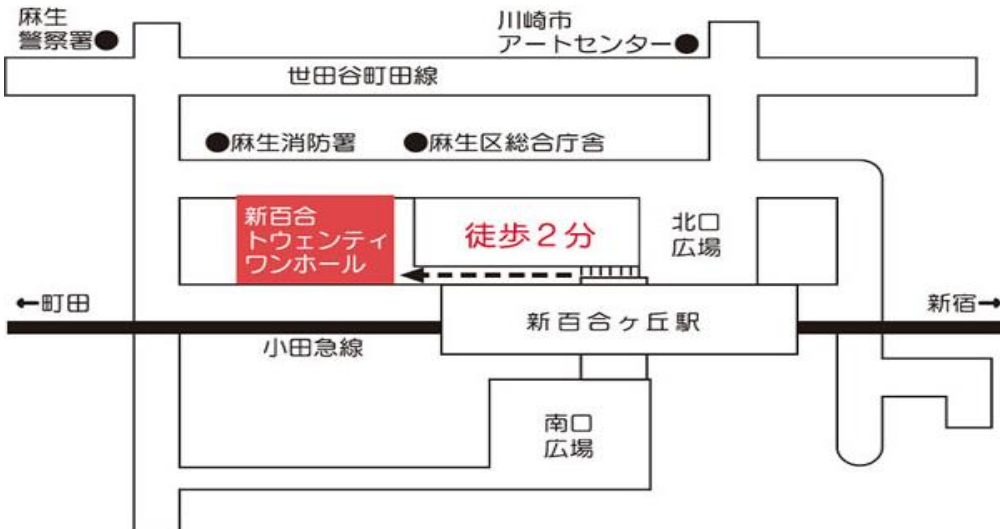 麻生
警察署●
川崎市
アートセンター●
世田谷町田線
●麻生消防署
●麻生区総合庁舎
新百合
トウェンティ
ワンホール
徒歩2分
北口
広場
←町田
新宿→
新百合ヶ丘駅
小田急線
南口
広場